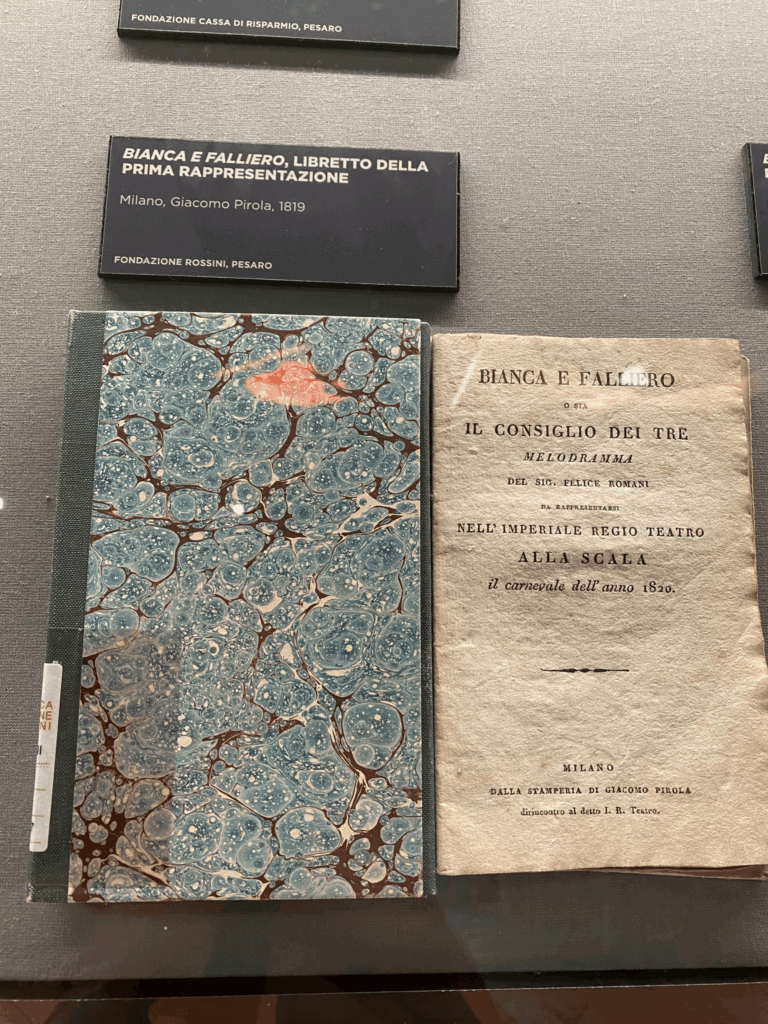 FONDAZIONE CASSA DI RISPARMIO, PESARO
BIANCA E FALLIERO, LIBRETTO DELLA
PRIMA RAPPRESENTAZIONE
Milano, Giacomo Pirola, 1819
FONDAZIONE ROSSINI, PESARO
BIANCA E FALLIERO
O SIA
IL CONSIGLIO DEI TRE
MELODRAMMA
DEL SIG. FELICE ROMANI
DA RAPPRESENTARSI
NELL' IMPERIALE REGIO TEATRO
ALLA SCALA
il carnevale dell' anno 1820.
MILANO
DALLA STAMPERIA DI GIACOMO PIROLA
dirincontro al detto I. R. Teatro.